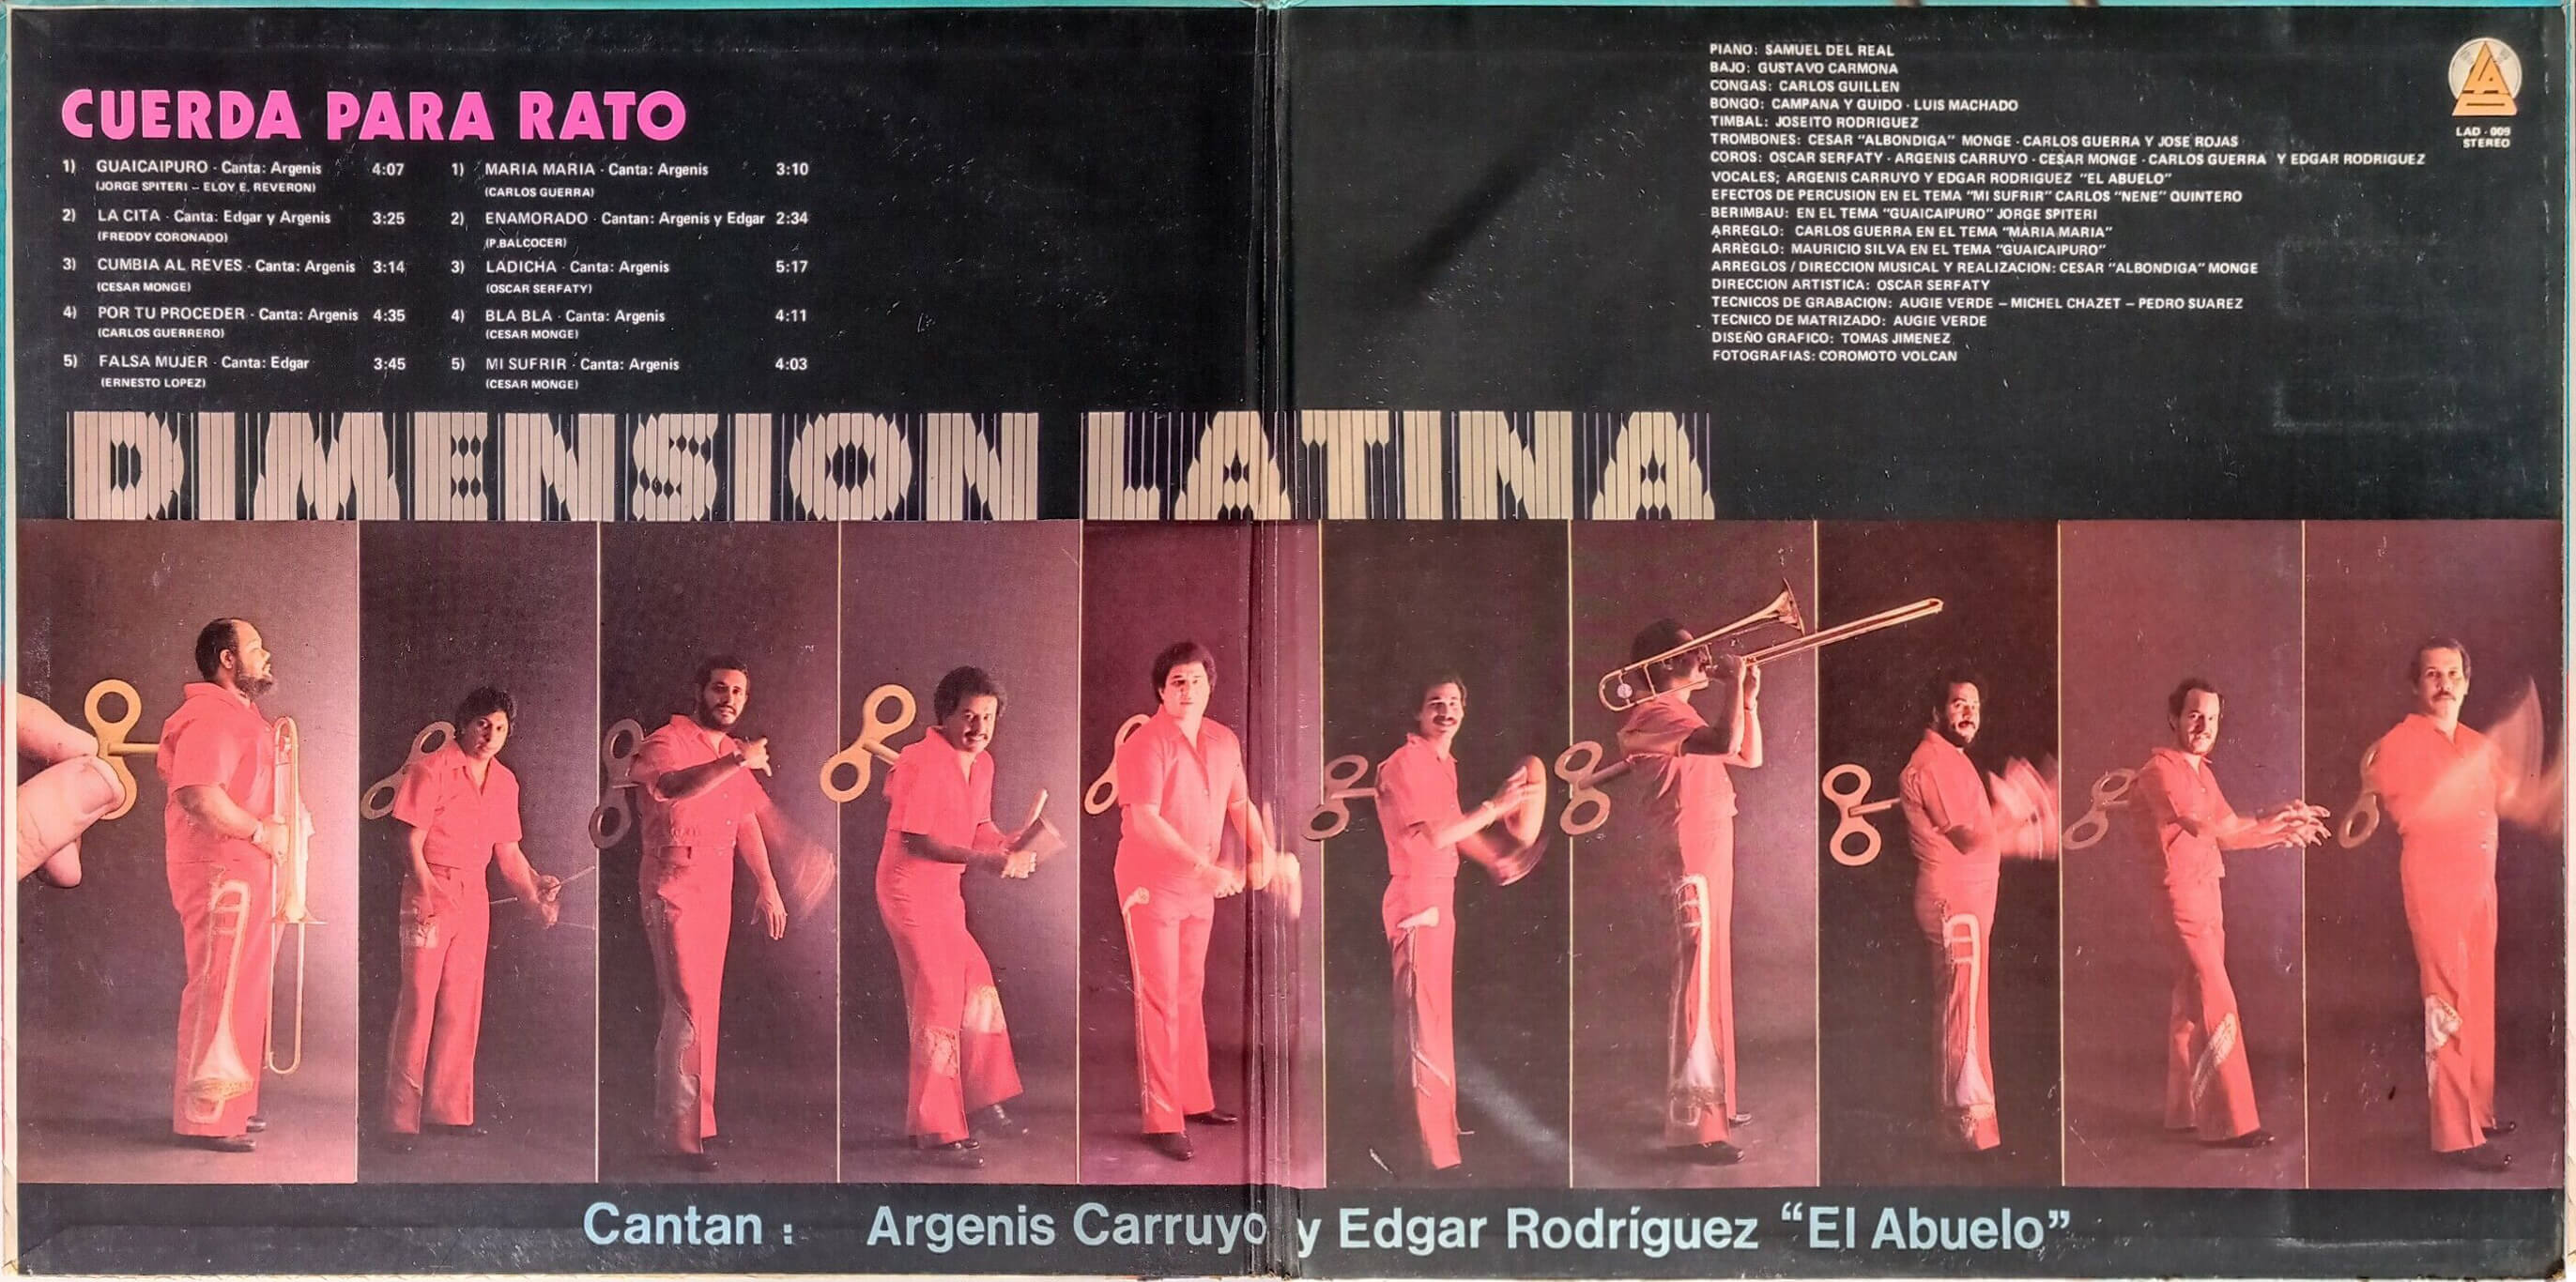 CUERDA PARA RATO
1) GUAICAIPURO - Canta: Argenis 4:07
(JORGE SPITERI – ELOY E. REVERON)
2) LA CITA - Canta: Edgar y Argenis 3:25
(FREDDY CORONADO)
3) CUMBIA AL REVES - Canta: Argenis 3:14
(CESAR MONGE)
4) POR TU PROCEDER - Canta: Argenis 4:35
(CARLOS GUERRERO)
5) FALSA MUJER - Canta: Edgar 3:45
(ERNESTO LOPEZ)
1) MARIA MARIA - Canta: Argenis 3:10
(CARLOS GUERRA)
2) ENAMORADO - Cantan: Argenis y Edgar 2:34
(P.BALCOCER)
3) LADICHA - Canta: Argenis 5:17
(OSCAR SERFATY)
4) BLA BLA - Canta: Argenis 4:11
(CESAR MONGE)
5) MI SUFRIR - Canta: Argenis 4:03
(CESAR MONGE)
PIANO: SAMUEL DEL REAL
BAJO: GUSTAVO CARMONA
CONGAS: CARLOS GUILLEN
BONGO: CAMPANA Y GUIDO - LUIS MACHADO
TIMBAL: JOSEITO RODRIGUEZ
TROMBONES: CESAR "ALBONDIGA" MONGE - CARLOS GUERRA Y JOSE ROJAS
COROS: OSCAR SERFATY - ARGENIS CARRUYO - CESAR MONGE - CARLOS GUERRA Y EDGAR RODRIGUEZ
VOCALES; ARGENIS CARRUYO Y EDGAR RODRIGUEZ "EL ABUELO"
EFECTOS DE PERCUSION EN EL TEMA "MI SUFRIR" CARLOS "NENE" QUINTERO
BERIMBAU: EN EL TEMA "GUAICAIPURO" JORGE SPITERI
ARREGLO: CARLOS GUERRA EN EL TEMA "MARIA MARIA"
ARREGLO: MAURICIO SILVA EN EL TEMA "GUAICAIPURO"
ARREGLOS / DIRECCION MUSICAL Y REALIZACION: CESAR "ALBONDIGA" MONGE
DIRECCION ARTISTICA: OSCAR SERFATY
TECNICOS DE GRABACION: AUGIE VERDE – MICHEL CHAZET – PEDRO SUAREZ
TECNICO DE MATRIZADO: AUGIE VERDE
DISEÑO GRAFICO: TOMAS JIMENEZ
FOTOGRAFIAS: COROMOTO VOLCAN
LAD
LAD - 009
STEREO
DIMENSION LATINA
Cantan : Argenis Carruyo y Edgar Rodríguez "El Abuelo"